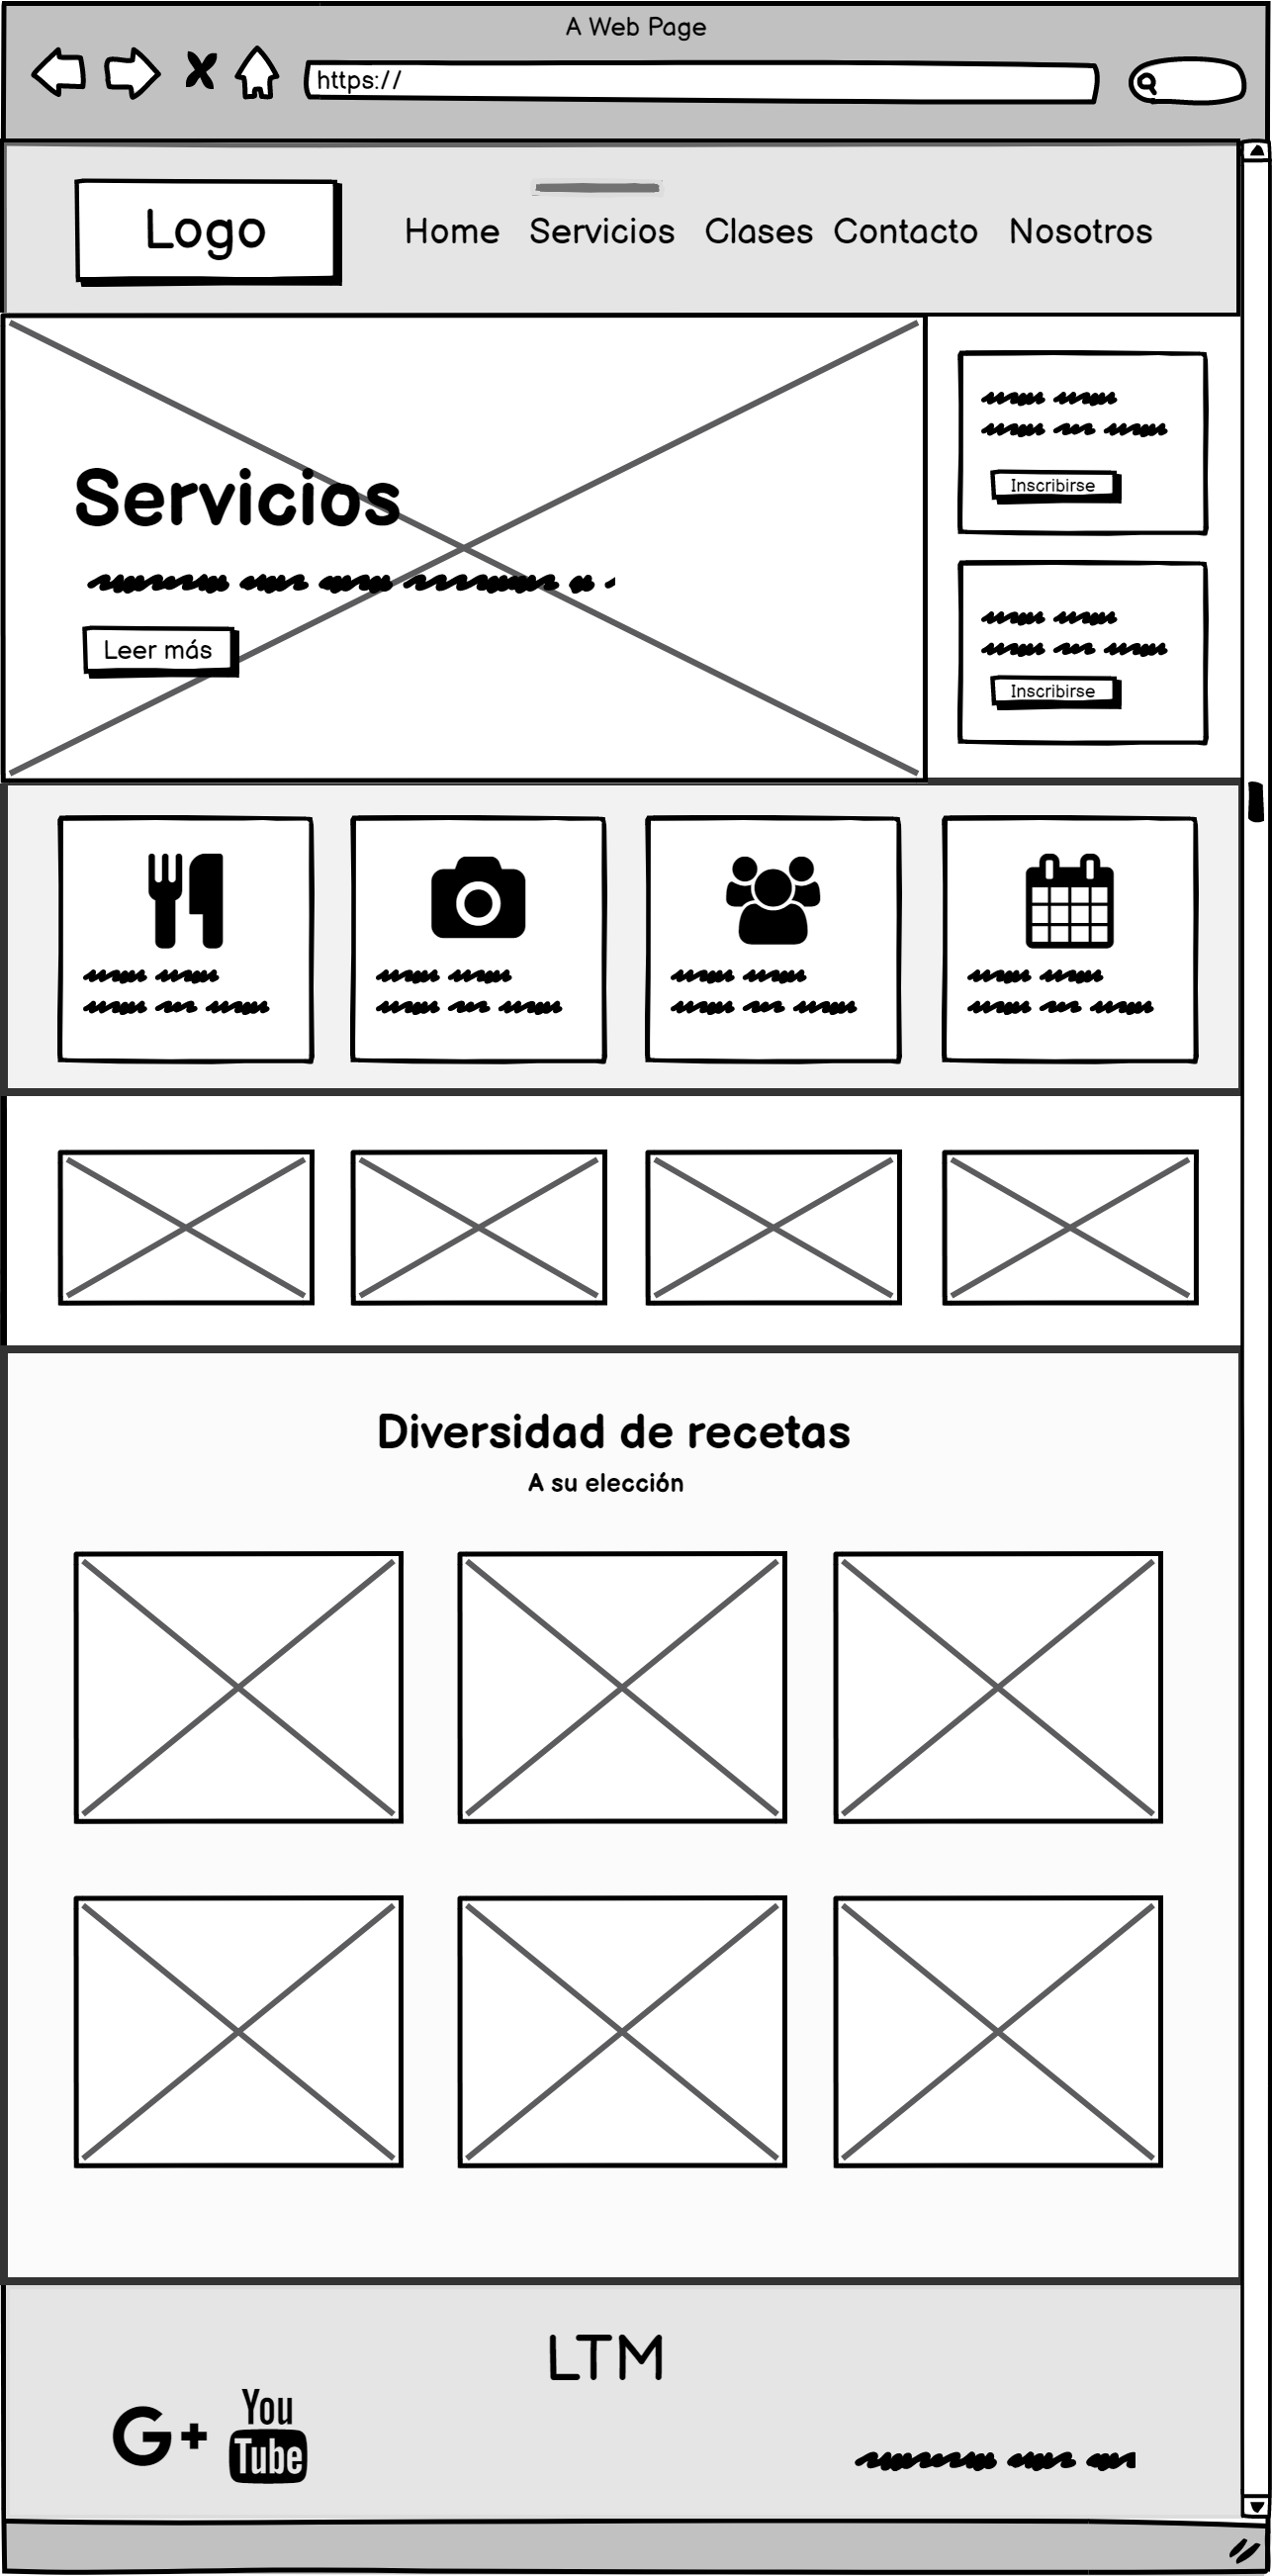 A Web Page
https://
Logo
Home Servicios Clases Contacto Nosotros
Servicios
Leer más
Inscribirse
Inscribirse
Diversidad de recetas
A su elección
LTM
G+
You
Tube